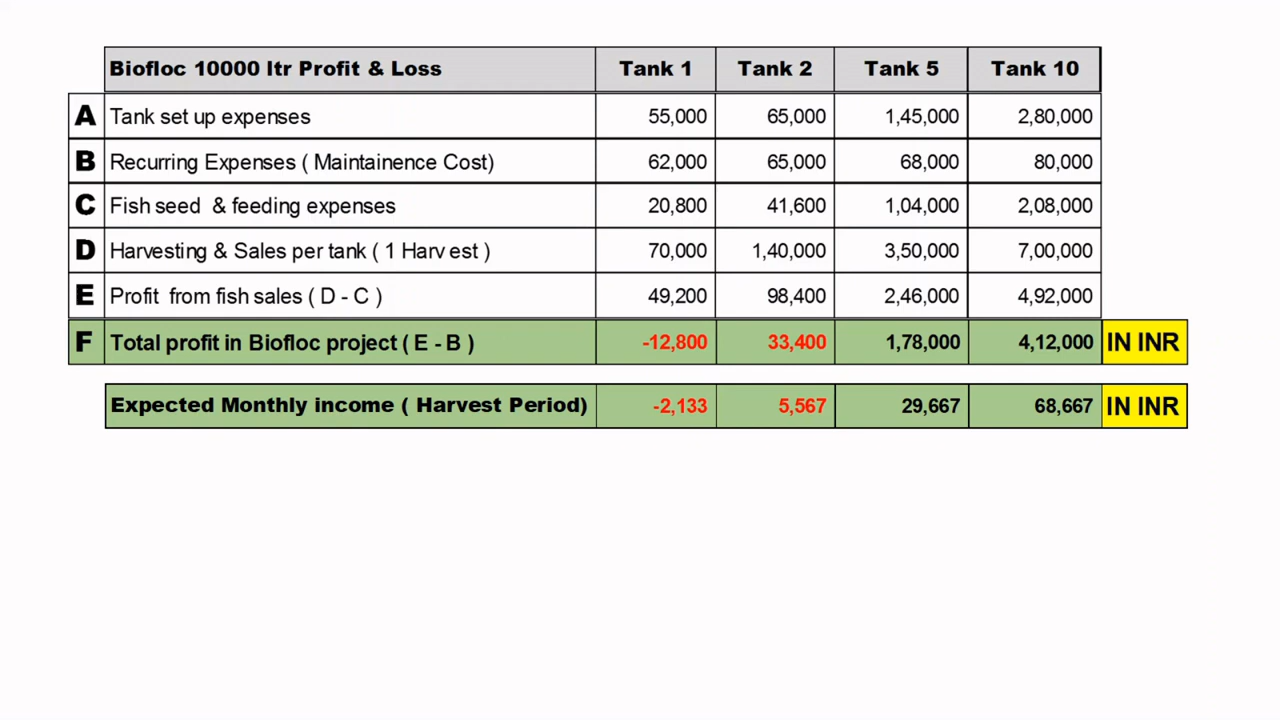 Biofloc 10000 ltr Profit & Loss Tank 1 Tank 2 Tank 5 Tank 10
A Tank set up expenses 55,000 65,000 1,45,000 2,80,000
B Recurring Expenses ( Maintainence Cost) 62,000 65,000 68,000 80,000
C Fish seed & feeding expenses 20,800 41,600 1,04,000 2,08,000
D Harvesting & Sales per tank ( 1 Harvest ) 70,000 1,40,000 3,50,000 7,00,000
E Profit from fish sales ( D - C ) 49,200 98,400 2,46,000 4,92,000
F Total profit in Biofloc project ( E - B ) -12,800 33,400 1,78,000 4,12,000 IN INR
Expected Monthly income ( Harvest Period) -2,133 5,567 29,667 68,667 IN INR